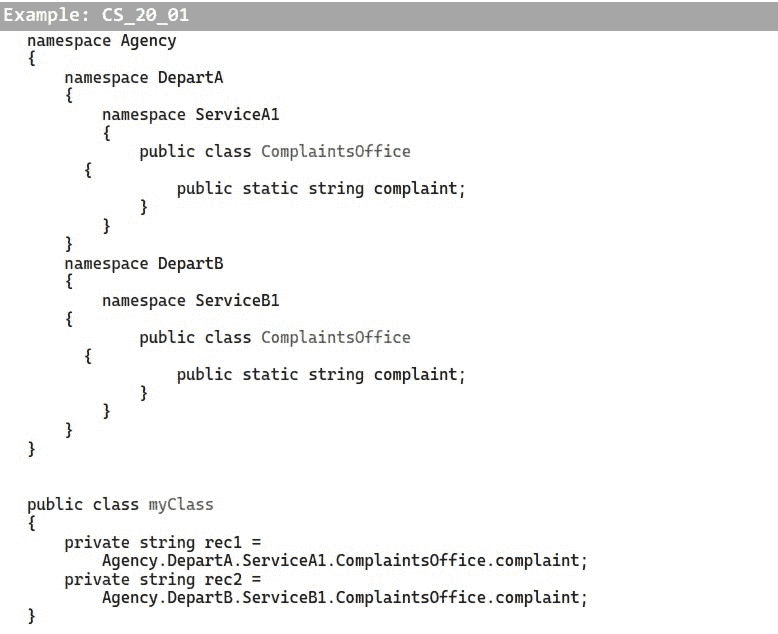 Example: CS_20_01
namespace Agency
{
    namespace DepartA
    {
        namespace ServiceA1
        {
            public class ComplaintsOffice
      {
                public static string complaint;
            }
        }
    }
    namespace DepartB
    {
        namespace ServiceB1
    {
            public class ComplaintsOffice
      {
                public static string complaint;
            }
        }
    }
}
public class myClass
{
    private string rec1 =
        Agency.DepartA.ServiceA1.ComplaintsOffice.complaint;
    private string rec2 =
        Agency.DepartB.ServiceB1.ComplaintsOffice.complaint;
}